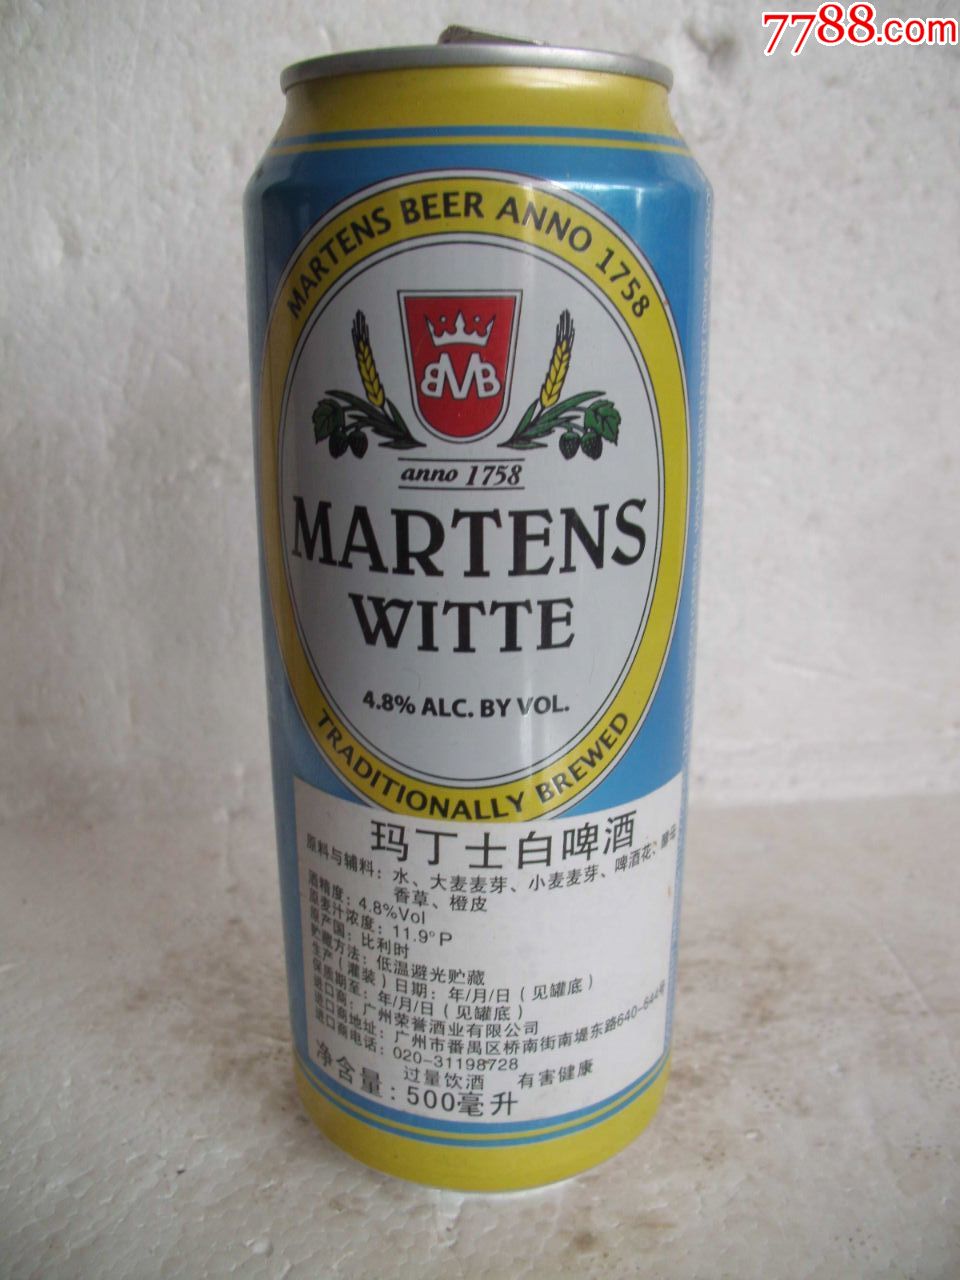 7788.com
MARTENS BEER ANNO 1758
BMB
anno 1758
MARTENS
WITTE
4.8% ALC. BY VOL.
TRADITIONALLY BREWED
玛丁士白啤酒
原料与辅料：水、大麦麦芽、小麦麦芽、啤酒花、酵母
香草、橙皮
酒精度：4.8%Vol
原麦汁浓度：11.9°P
原产国：比利时
贮藏方法：低温避光贮藏
生产（灌装）日期：年/月/日（见罐底）
保质期至：年/月/日（见罐底）
进口商：广州荣誉酒业有限公司
进口商地址：广州市番禺区桥南街南堤东路640-644号
进口商电话：020-31198728
过量饮酒 有害健康
净含量：500毫升
WOMEN SHOULD NOT DRINK ALCOHOL